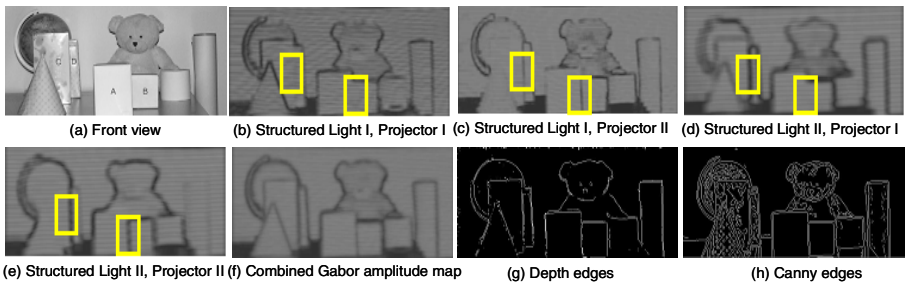 C D
A B
(a) Front view
(b) Structured Light I, Projector I
(c) Structured Light I, Projector II
(d) Structured Light II, Projector I
(e) Structured Light II, Projector II
(f) Combined Gabor amplitude map
(g) Depth edges
(h) Canny edges